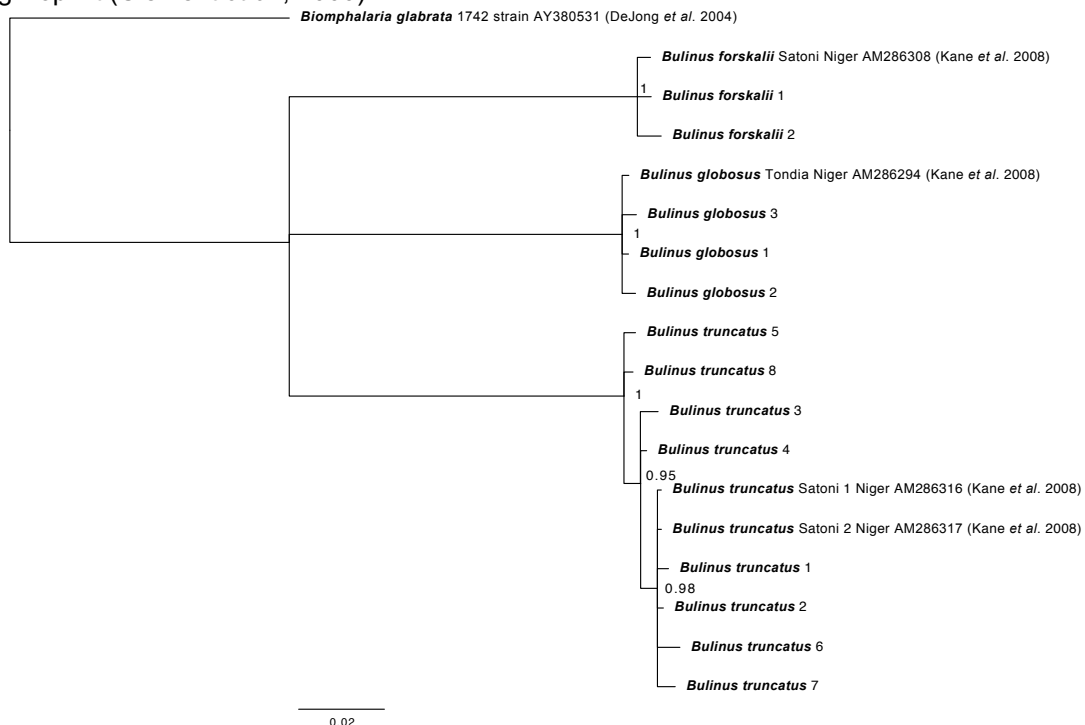 Biomphalaria glabrata 1742 strain AY380531 (DeJong et al. 2004)
Bulinus forskalii Satoni Niger AM286308 (Kane et al. 2008)
1
Bulinus forskalii 1
Bulinus forskalii 2
Bulinus globosus Tondia Niger AM286294 (Kane et al. 2008)
Bulinus globosus 3
1
Bulinus globosus 1
Bulinus globosus 2
Bulinus truncatus 5
Bulinus truncatus 8
1
Bulinus truncatus 3
Bulinus truncatus 4
0.95
Bulinus truncatus Satoni 1 Niger AM286316 (Kane et al. 2008)
Bulinus truncatus Satoni 2 Niger AM286317 (Kane et al. 2008)
Bulinus truncatus 1
0.98
Bulinus truncatus 2
Bulinus truncatus 6
Bulinus truncatus 7
0.02